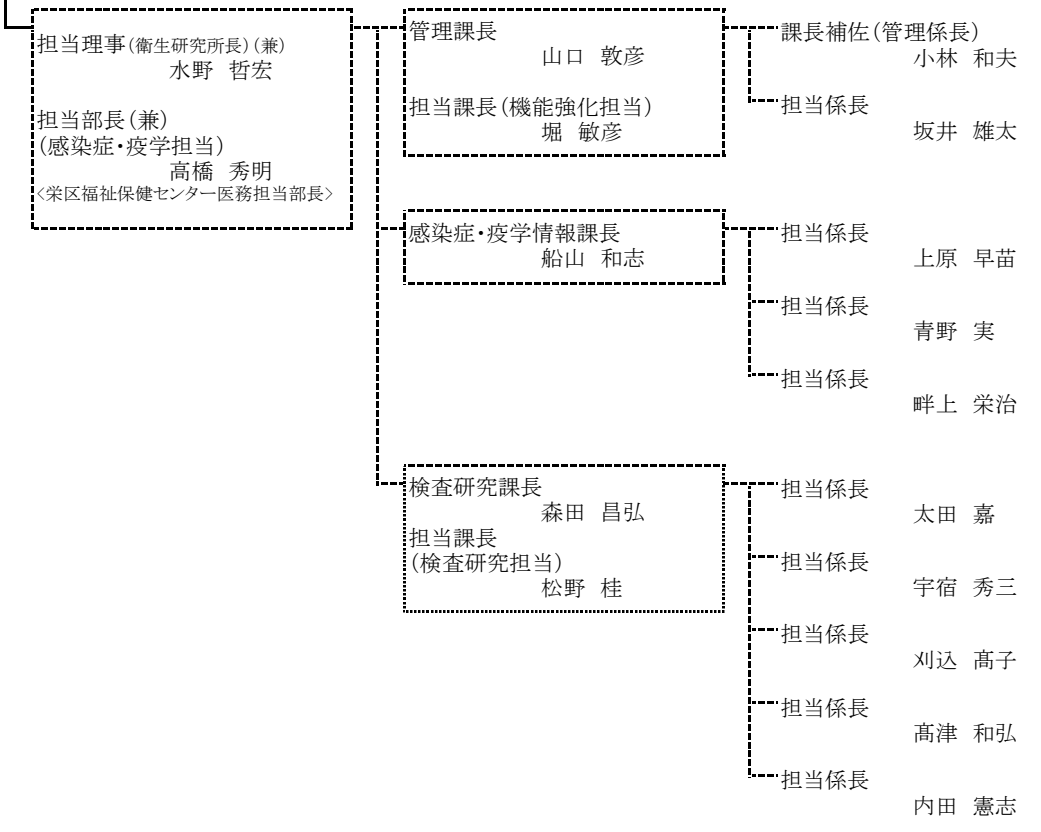 担当理事(衛生研究所長)(兼)
水野 哲宏
担当部長(兼)
(感染症・疫学担当)
高橋 秀明
<栄区福祉保健センター医務担当部長>
管理課長
山口 敦彦
担当課長(機能強化担当)
堀 敏彦
課長補佐(管理係長)
小林 和夫
担当係長
坂井 雄太
感染症・疫学情報課長
船山 和志
担当係長
上原 早苗
担当係長
青野 実
担当係長
畔上 栄治
検査研究課長
森田 昌弘
担当課長
(検査研究担当)
松野 桂
担当係長
太田 嘉
担当係長
宇宿 秀三
担当係長
刈込 髙子
担当係長
髙津 和弘
担当係長
内田 憲志